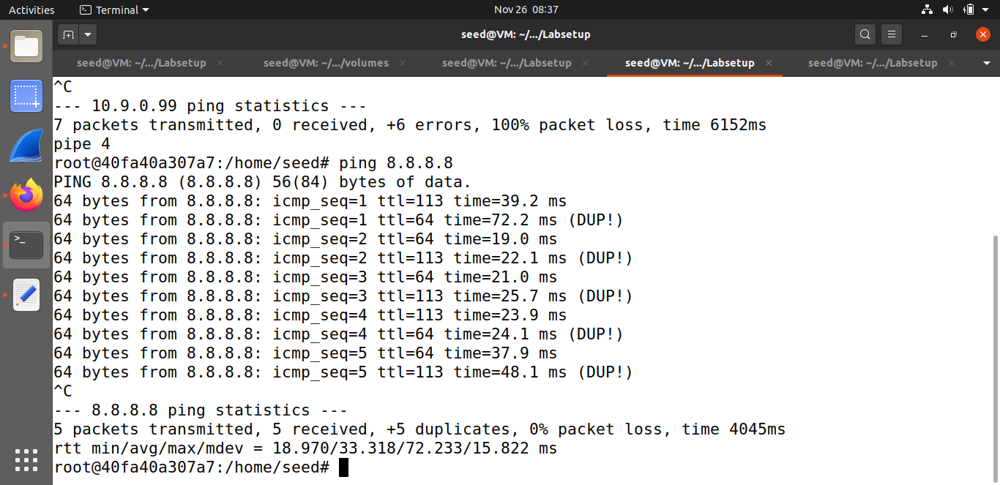 Activities
Terminal
Nov 26 08:37
seed@VM: ~/.../Labsetup
seed@VM: ~/.../Labsetup
seed@VM: ~/.../volumes
seed@VM: ~/.../Labsetup
seed@VM: ~/.../Labsetup
seed@VM: ~/.../Labsetup
^C
--- 10.9.0.99 ping statistics ---
7 packets transmitted, 0 received, +6 errors, 100% packet loss, time 6152ms
pipe 4
root@40fa40a307a7:/home/seed# ping 8.8.8.8
PING 8.8.8.8 (8.8.8.8) 56(84) bytes of data.
64 bytes from 8.8.8.8: icmp_seq=1 ttl=113 time=39.2 ms
64 bytes from 8.8.8.8: icmp_seq=1 ttl=64 time=72.2 ms (DUP!)
64 bytes from 8.8.8.8: icmp_seq=2 ttl=64 time=19.0 ms
64 bytes from 8.8.8.8: icmp_seq=2 ttl=113 time=22.1 ms (DUP!)
64 bytes from 8.8.8.8: icmp_seq=3 ttl=64 time=21.0 ms
64 bytes from 8.8.8.8: icmp_seq=3 ttl=113 time=25.7 ms (DUP!)
64 bytes from 8.8.8.8: icmp_seq=4 ttl=113 time=23.9 ms
64 bytes from 8.8.8.8: icmp_seq=4 ttl=64 time=24.1 ms (DUP!)
64 bytes from 8.8.8.8: icmp_seq=5 ttl=64 time=37.9 ms
64 bytes from 8.8.8.8: icmp_seq=5 ttl=113 time=48.1 ms (DUP!)
^C
--- 8.8.8.8 ping statistics ---
5 packets transmitted, 5 received, +5 duplicates, 0% packet loss, time 4045ms
rtt min/avg/max/mdev = 18.970/33.318/72.233/15.822 ms
root@40fa40a307a7:/home/seed#